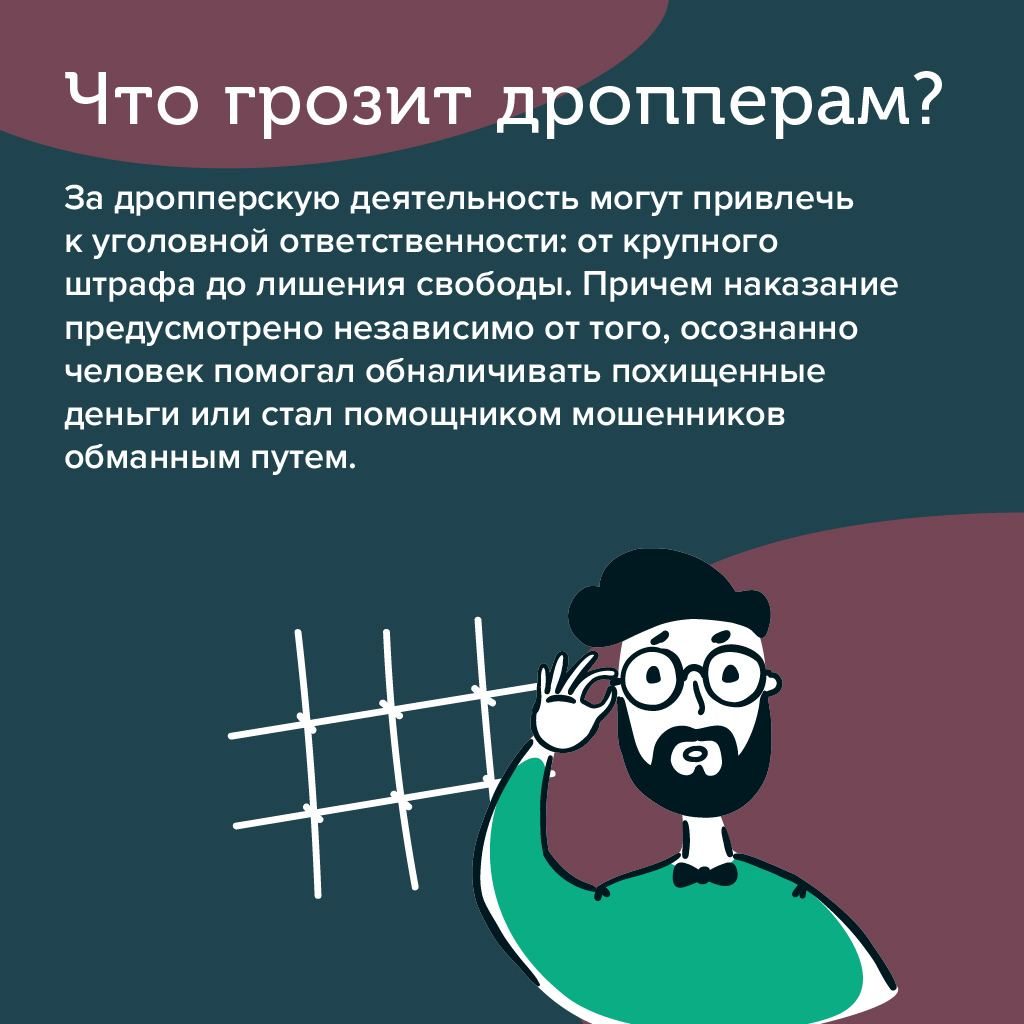 Что грозит дропперам?
За дропперскую деятельность могут привлечь
к уголовной ответственности: от крупного
штрафа до лишения свободы. Причем наказание
предусмотрено независимо от того, осознанно
человек помогал обналичивать похищенные
деньги или стал помощником мошенников
обманным путем.